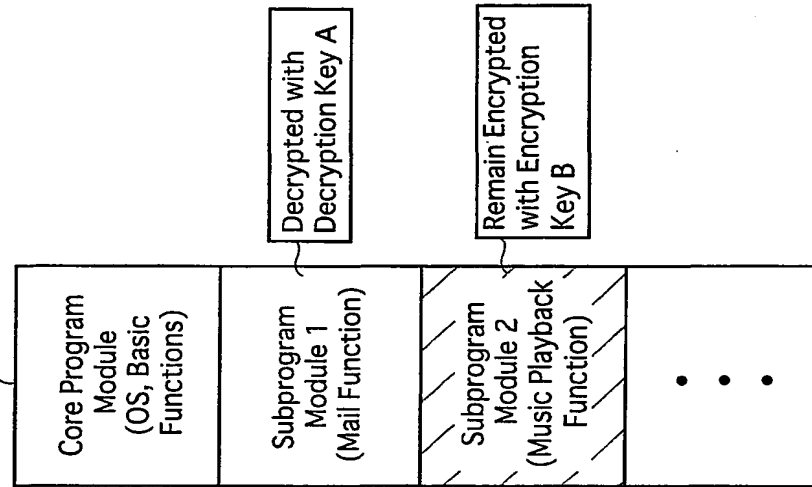 Core Program
Module
(OS, Basic
Functions)
Subprogram
Module 1
(Mail Function)
Decrypted with
Decryption Key A
Subprogram
Module 2
(Music Playback
Function)
Remain Encrypted
with Encryption
Key B